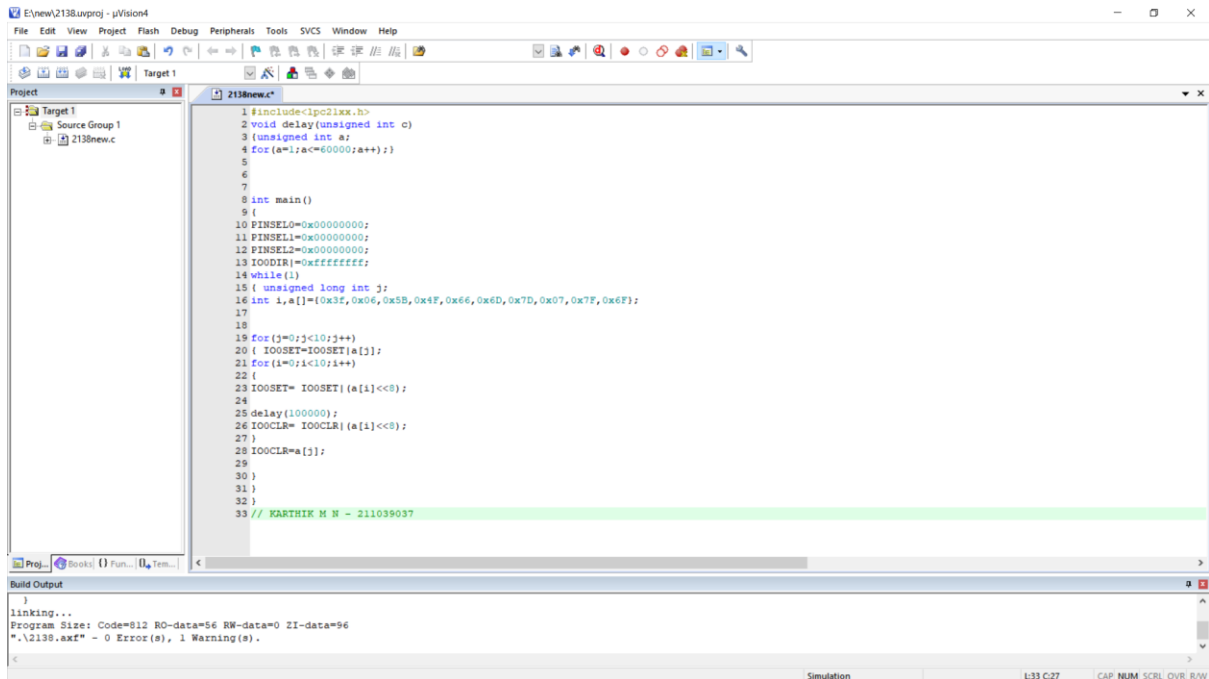 E:\new\2138.uvproj - µVision4
File Edit View Project Flash Debug Peripherals Tools SVCS Window Help
LOAD Target 1
Project
2138new.c*
Target 1
Source Group 1
2138new.c
1 #include<lpc21xx.h>
2 void delay(unsigned int c)
3 {unsigned int a;
4 for(a=1;a<=60000;a++);}
5
6
7
8 int main()
9 {
10 PINSEL0=0x00000000;
11 PINSEL1=0x00000000;
12 PINSEL2=0x00000000;
13 IO0DIR|=0xffffffff;
14 while(1)
15 { unsigned long int j;
16 int i,a[]={0x3f,0x06,0x5B,0x4F,0x66,0x6D,0x7D,0x07,0x7F,0x6F};
17
18
19 for(j=0;j<10;j++)
20 { IO0SET=IO0SET|a[j];
21 for(i=0;i<10;i++)
22 {
23 IO0SET= IO0SET|(a[i]<<8);
24
25 delay(100000);
26 IO0CLR= IO0CLR|(a[i]<<8);
27 }
28 IO0CLR=a[j];
29
30 }
31 }
32 }
33 // KARTHIK M N - 211039037
Proj... Books {} Fun... Tem...
Build Output
}
linking...
Program Size: Code=812 RO-data=56 RW-data=0 ZI-data=96
".\2138.axf" - 0 Error(s), 1 Warning(s).
Simulation L:33 C:27 CAP NUM SCRL OVR R/W